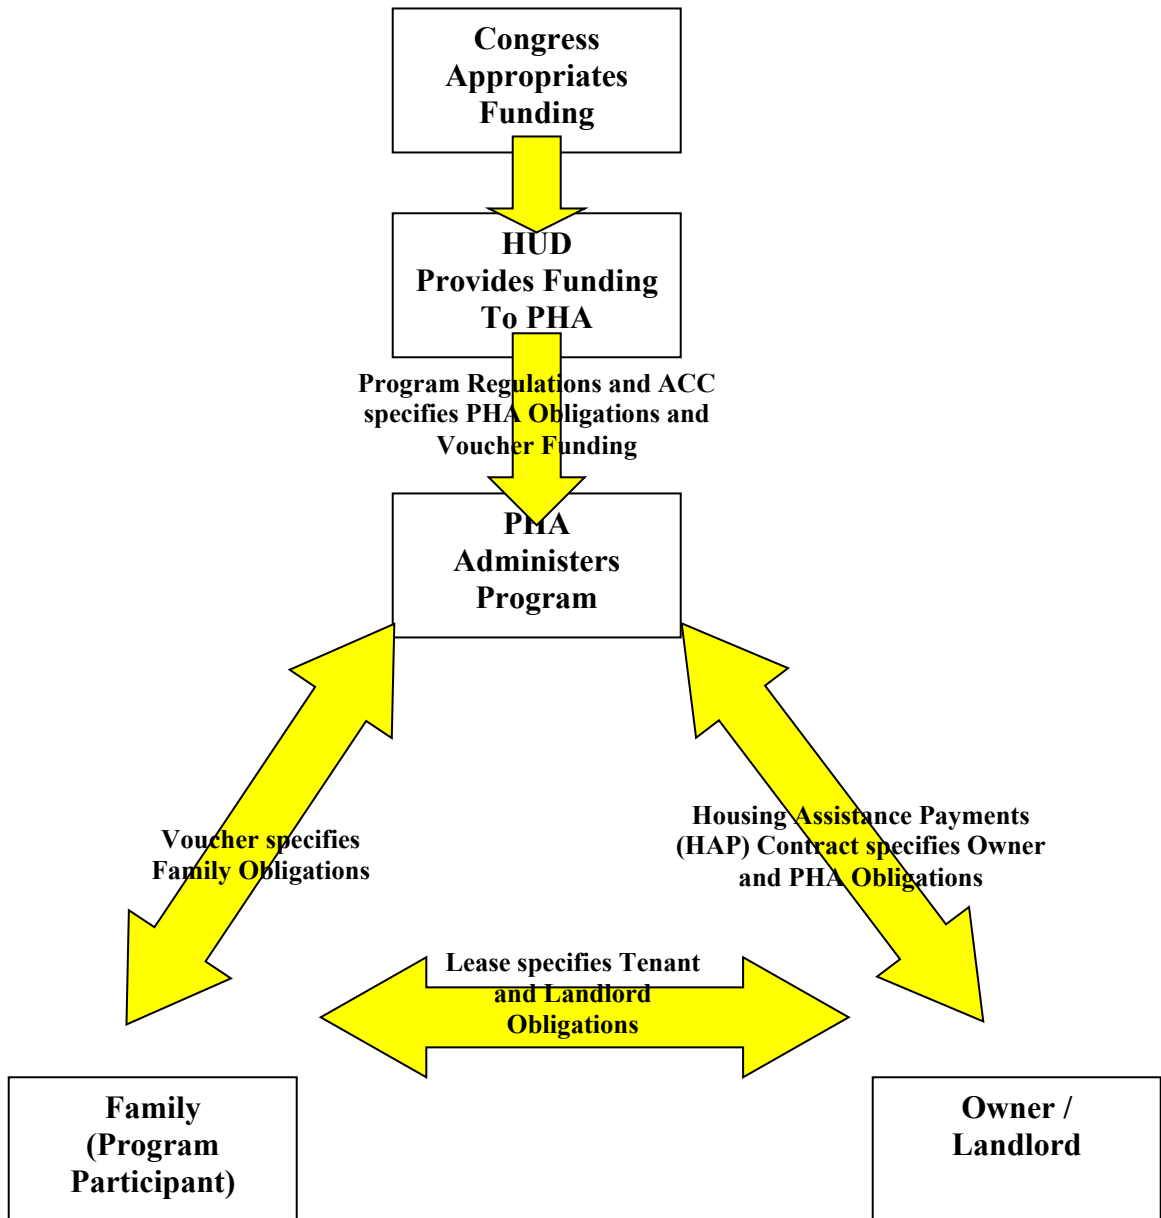 Congress
Appropriates
Funding
HUD
Provides Funding
To PHA
Program Regulations and ACC
specifies PHA Obligations and
Voucher Funding
PHA
Administers
Program
Voucher specifies
Family Obligations
Housing Assistance Payments
(HAP) Contract specifies Owner
and PHA Obligations
Lease specifies Tenant
and Landlord
Obligations
Family
(Program
Participant)
Owner /
Landlord